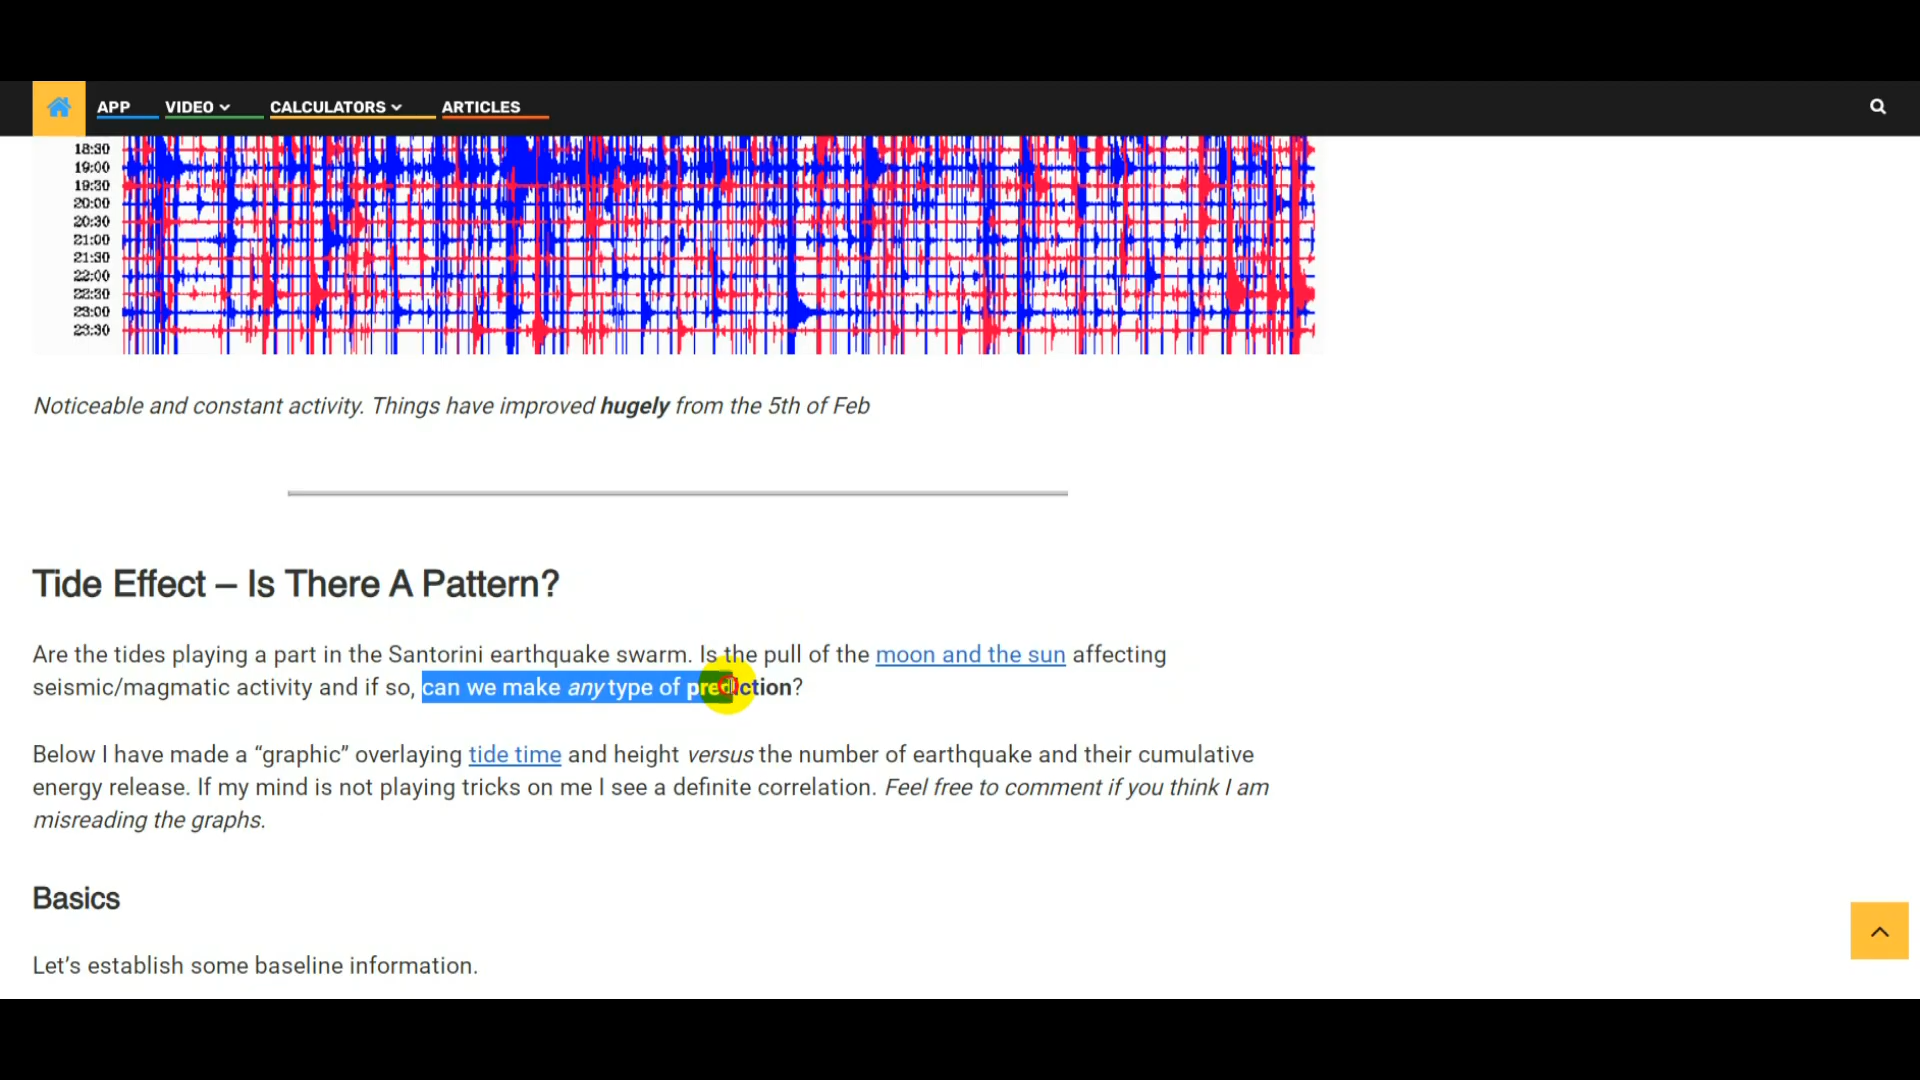 APP VIDEO CALCULATORS ARTICLES
18:30
19:00
19:30
20:00
20:30
21:00
21:30
22:00
22:30
23:00
23:30
Noticeable and constant activity. Things have improved hugely from the 5th of Feb
Tide Effect – Is There A Pattern?
Are the tides playing a part in the Santorini earthquake swarm. Is the pull of the moon and the sun affecting
seismic/magmatic activity and if so, can we make any type of prediction?
Below I have made a “graphic” overlaying tide time and height versus the number of earthquake and their cumulative
energy release. If my mind is not playing tricks on me I see a definite correlation. Feel free to comment if you think I am
misreading the graphs.
Basics
Let’s establish some baseline information.